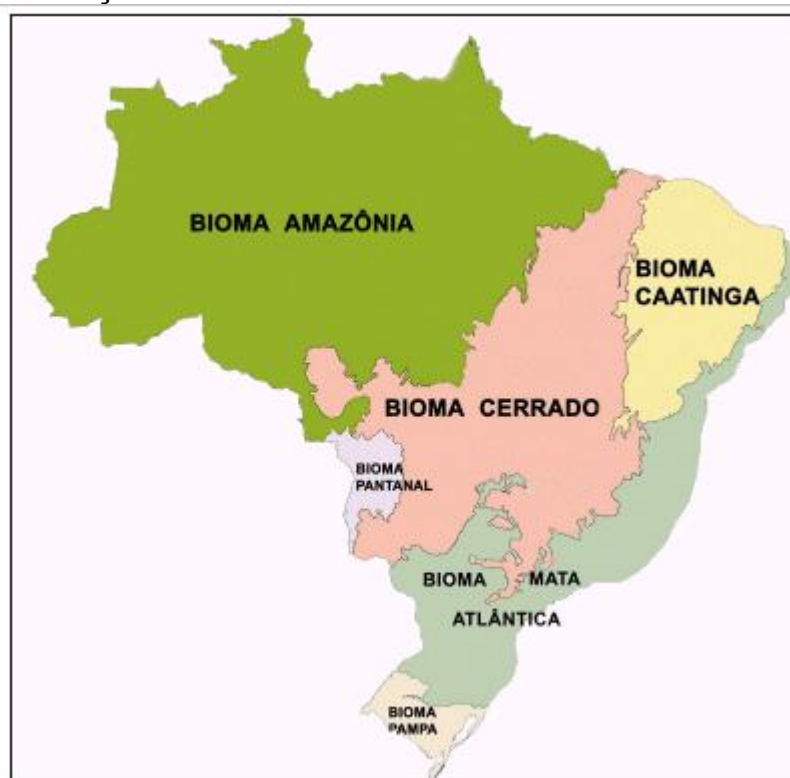 BIOMA AMAZÔNIA
BIOMA
CAATINGA
BIOMA CERRADO
BIOMA
PANTANAL
BIOMA MATA
ATLÂNTICA
BIOMA
PAMPA